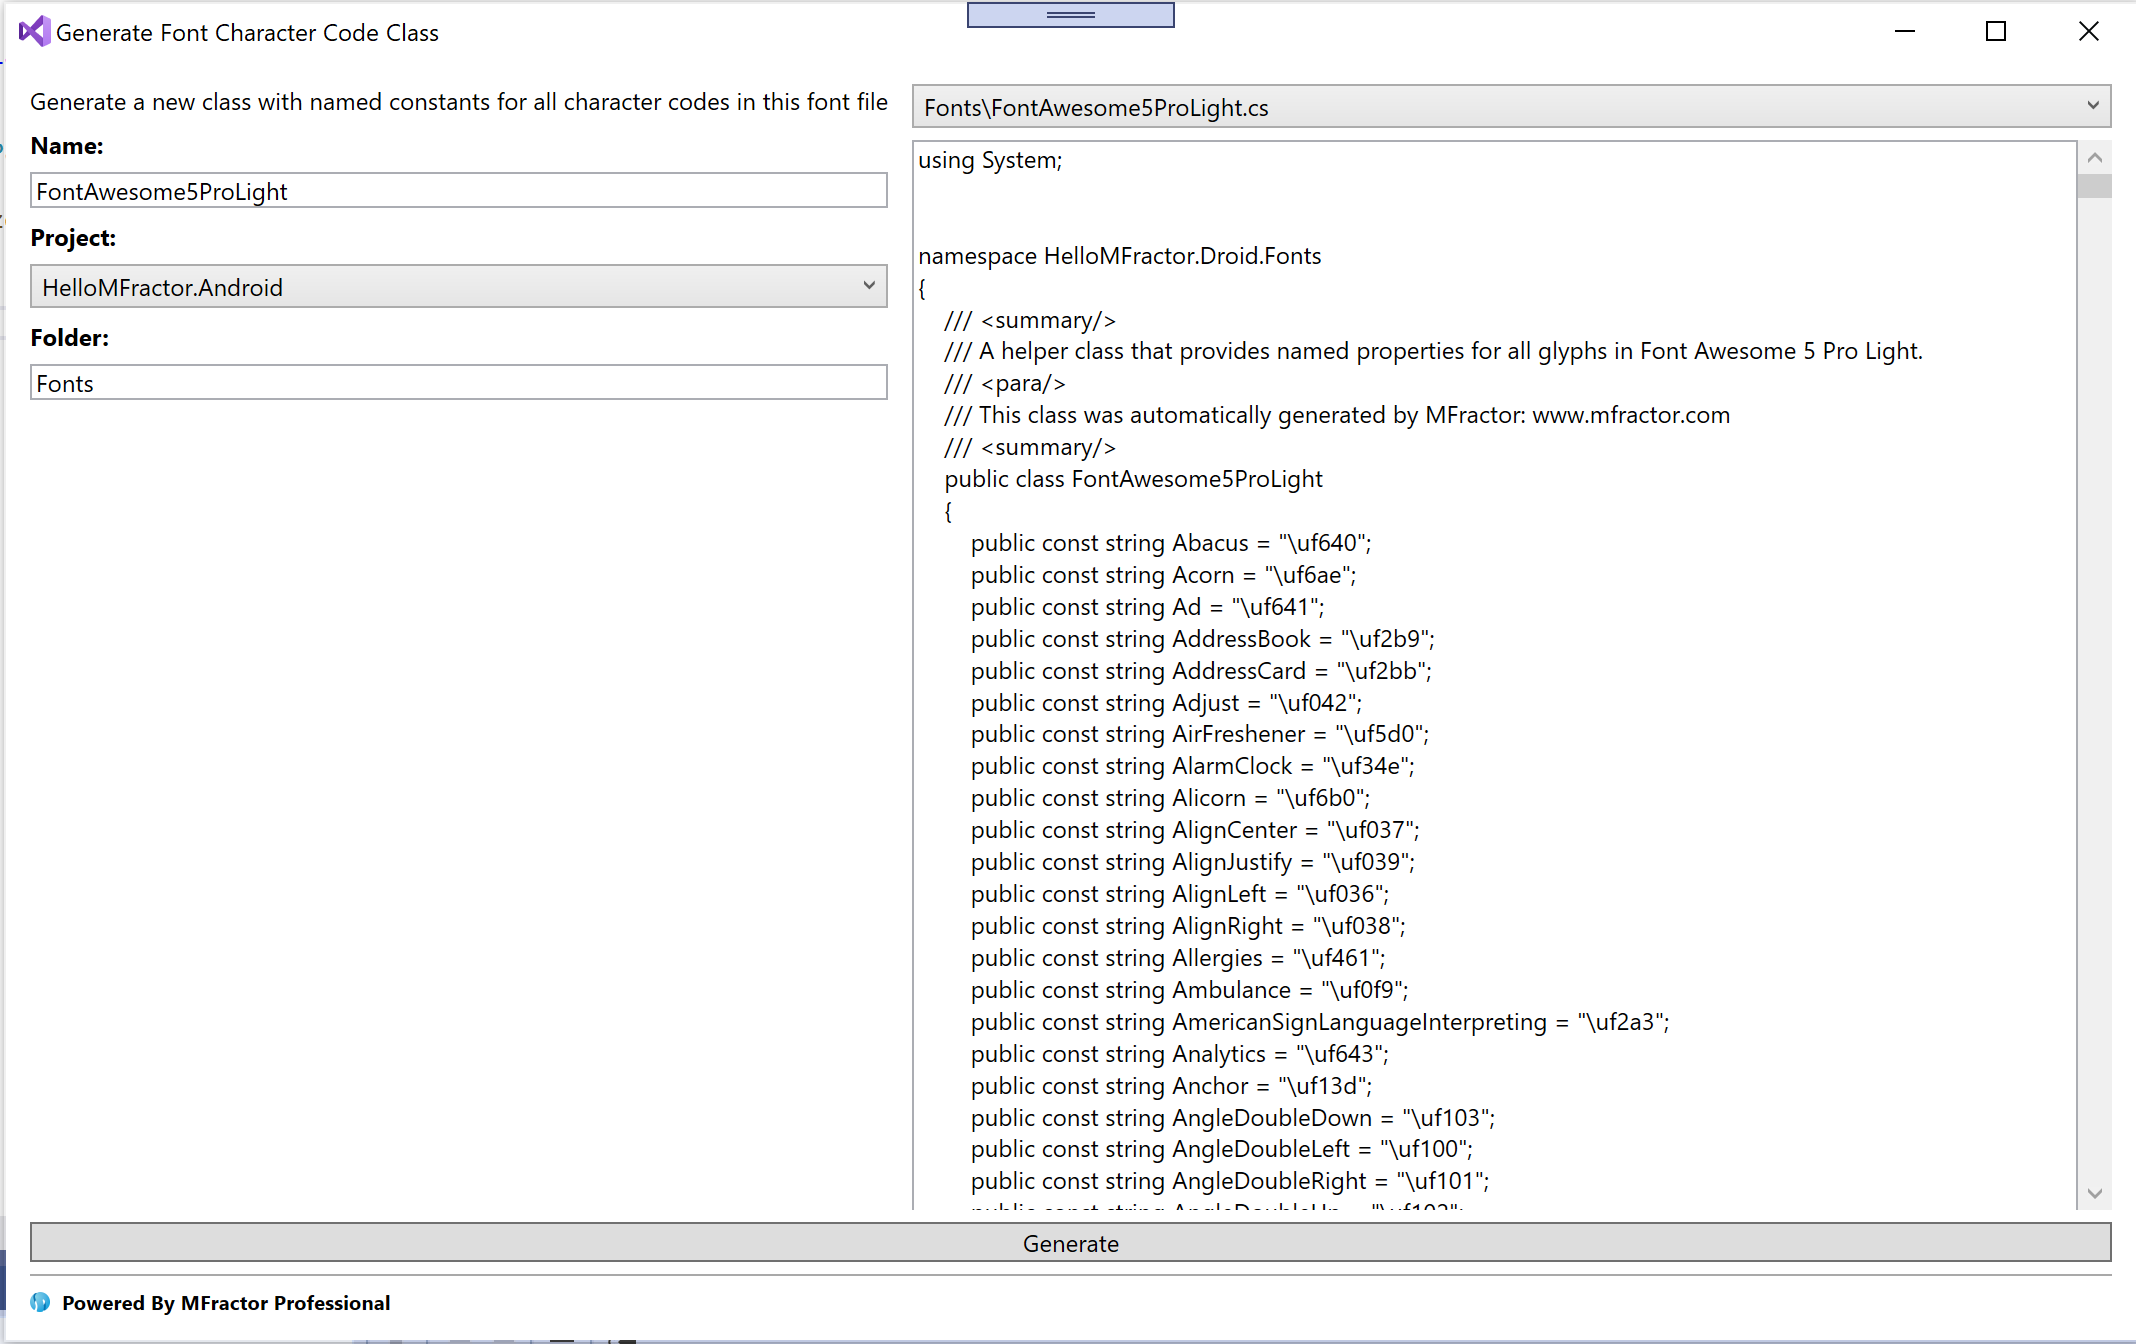 Generate Font Character Code Class
Generate a new class with named constants for all character codes in this font file
Name:
FontAwesome5ProLight
Project:
HelloMFractor.Android
Folder:
Fonts
Fonts\FontAwesome5ProLight.cs
using System;
namespace HelloMFractor.Droid.Fonts
{
/// <summary/>
/// A helper class that provides named properties for all glyphs in Font Awesome 5 Pro Light.
/// <para/>
/// This class was automatically generated by MFractor: www.mfractor.com
/// <summary/>
public class FontAwesome5ProLight
{
public const string Abacus = "\uf640";
public const string Acorn = "\uf6ae";
public const string Ad = "\uf641";
public const string AddressBook = "\uf2b9";
public const string AddressCard = "\uf2bb";
public const string Adjust = "\uf042";
public const string AirFreshener = "\uf5d0";
public const string AlarmClock = "\uf34e";
public const string Alicorn = "\uf6b0";
public const string AlignCenter = "\uf037";
public const string AlignJustify = "\uf039";
public const string AlignLeft = "\uf036";
public const string AlignRight = "\uf038";
public const string Allergies = "\uf461";
public const string Ambulance = "\uf0f9";
public const string AmericanSignLanguageInterpreting = "\uf2a3";
public const string Analytics = "\uf643";
public const string Anchor = "\uf13d";
public const string AngleDoubleDown = "\uf103";
public const string AngleDoubleLeft = "\uf100";
public const string AngleDoubleRight = "\uf101";
public const string AngleDoubleUp = "\uf102";
Generate
Powered By MFractor Professional